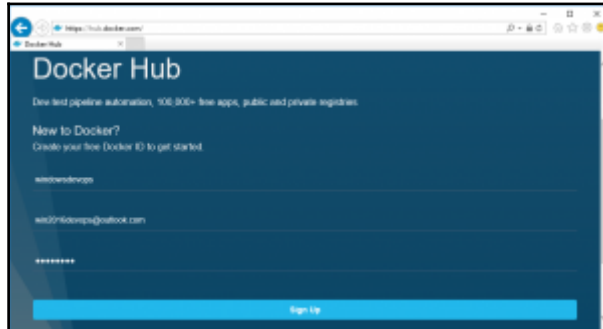 https://hub.docker.com/
Docker Hub
Docker Hub
Dev-test pipeline automation, 100,000+ free apps, public and private registries
New to Docker?
Create your free Docker ID to get started.
windowsdevops
win2016devops@outlook.com
Sign Up